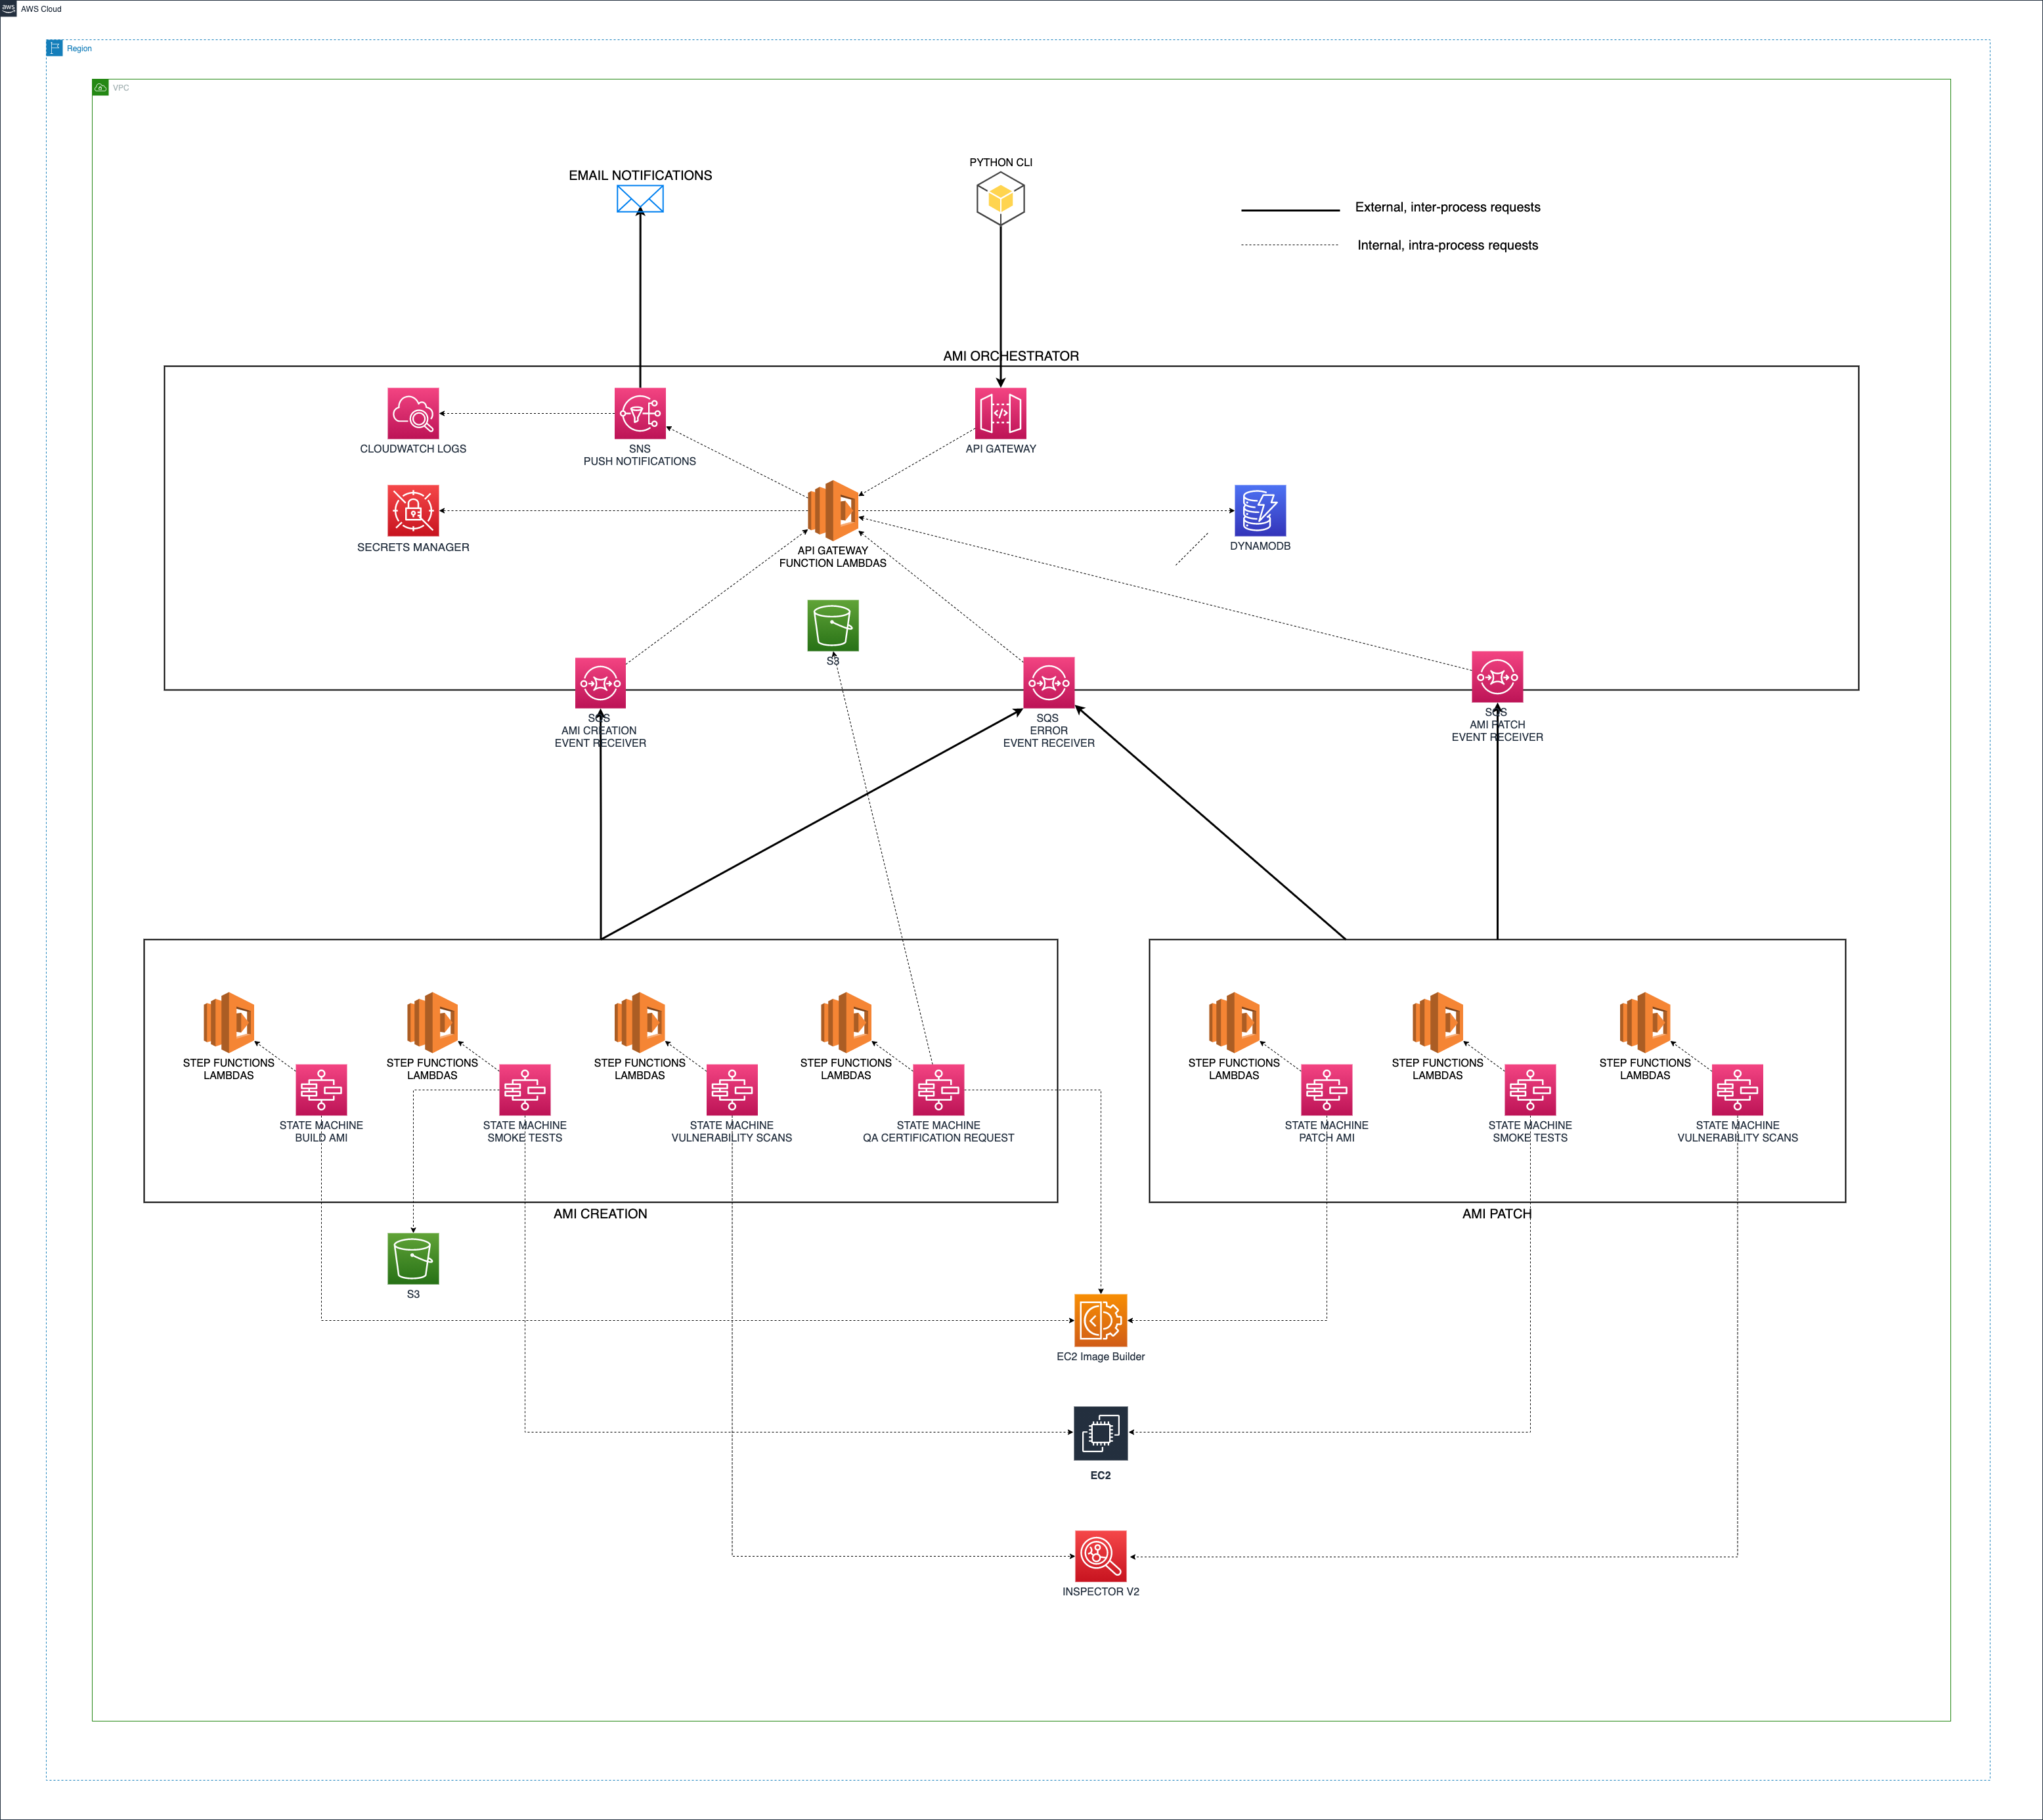 aws
AWS Cloud
Region
VPC
EMAIL NOTIFICATIONS
PYTHON CLI
External, inter-process requests
Internal, intra-process requests
AMI ORCHESTRATOR
CLOUDWATCH LOGS
SNS
PUSH NOTIFICATIONS
API GATEWAY
SECRETS MANAGER
API GATEWAY
FUNCTION LAMBDAS
DYNAMODB
S3
SQS
AMI CREATION
EVENT RECEIVER
SQS
ERROR
EVENT RECEIVER
SQS
AMI PATCH
EVENT RECEIVER
STEP FUNCTIONS
LAMBDAS
STEP FUNCTIONS
LAMBDAS
STEP FUNCTIONS
LAMBDAS
STEP FUNCTIONS
LAMBDAS
STEP FUNCTIONS
LAMBDAS
STEP FUNCTIONS
LAMBDAS
STEP FUNCTIONS
LAMBDAS
STATE MACHINE
BUILD AMI
STATE MACHINE
SMOKE TESTS
STATE MACHINE
VULNERABILITY SCANS
STATE MACHINE
QA CERTIFICATION REQUEST
STATE MACHINE
PATCH AMI
STATE MACHINE
SMOKE TESTS
STATE MACHINE
VULNERABILITY SCANS
AMI CREATION
AMI PATCH
S3
EC2 Image Builder
EC2
INSPECTOR V2